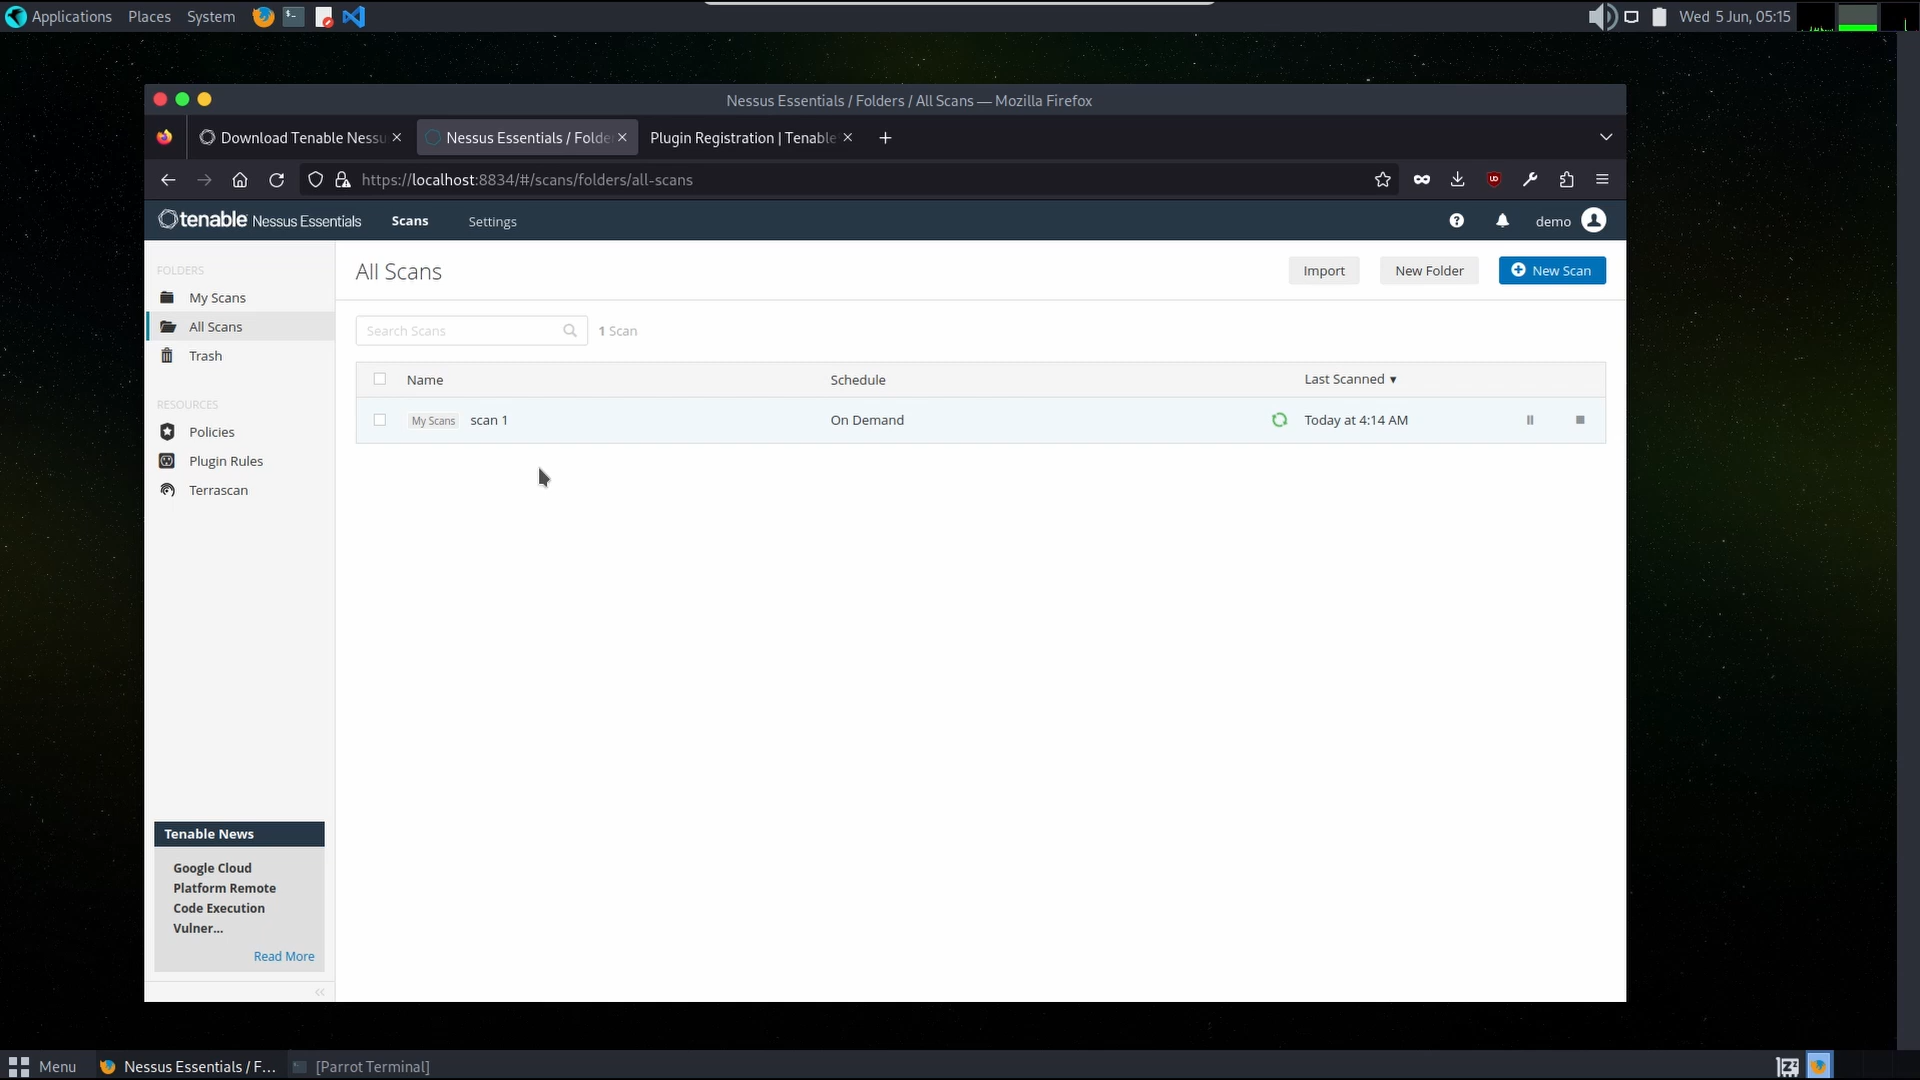 Applications Places System
Wed 5 Jun, 05:15
Nessus Essentials / Folders / All Scans — Mozilla Firefox
Download Tenable Nessu
Nessus Essentials / Folde
Plugin Registration | Tenable
https://localhost:8834/#/scans/folders/all-scans
tenable Nessus Essentials
Scans
Settings
demo
FOLDERS
My Scans
All Scans
Trash
RESOURCES
Policies
Plugin Rules
Terrascan
Tenable News
Google Cloud
Platform Remote
Code Execution
Vulner...
Read More
All Scans
Import
New Folder
New Scan
Search Scans
1 Scan
Name Schedule Last Scanned
My Scans scan 1 On Demand Today at 4:14 AM
Menu
Nessus Essentials / F...
[Parrot Terminal]